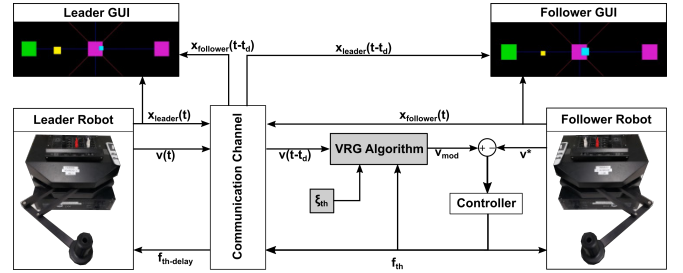 Leader GUI
Follower GUI
x_follower(t-t_d)
x_leader(t-t_d)
Leader Robot
x_leader(t)
x_follower(t)
Follower Robot
Communication Channel
v(t)
v(t-t_d)
VRG Algorithm
v_mod
+ -
v*
ξ_th
Controller
f_th-delay
f_th